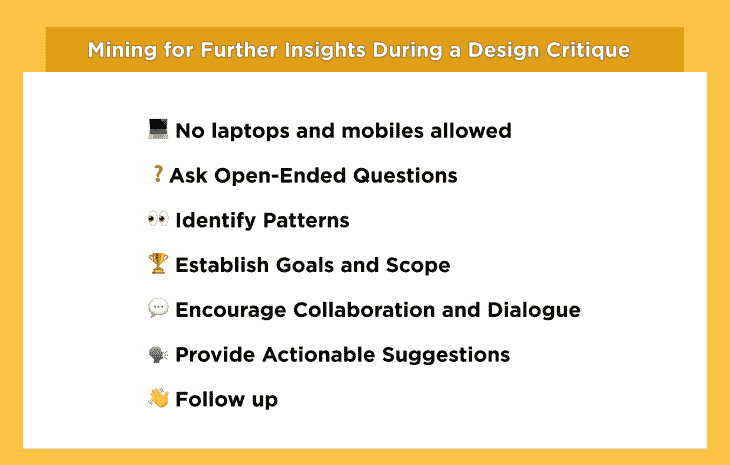 Mining for Further Insights During a Design Critique
No laptops and mobiles allowed
? Ask Open-Ended Questions
Identify Patterns
Establish Goals and Scope
Encourage Collaboration and Dialogue
Provide Actionable Suggestions
Follow up